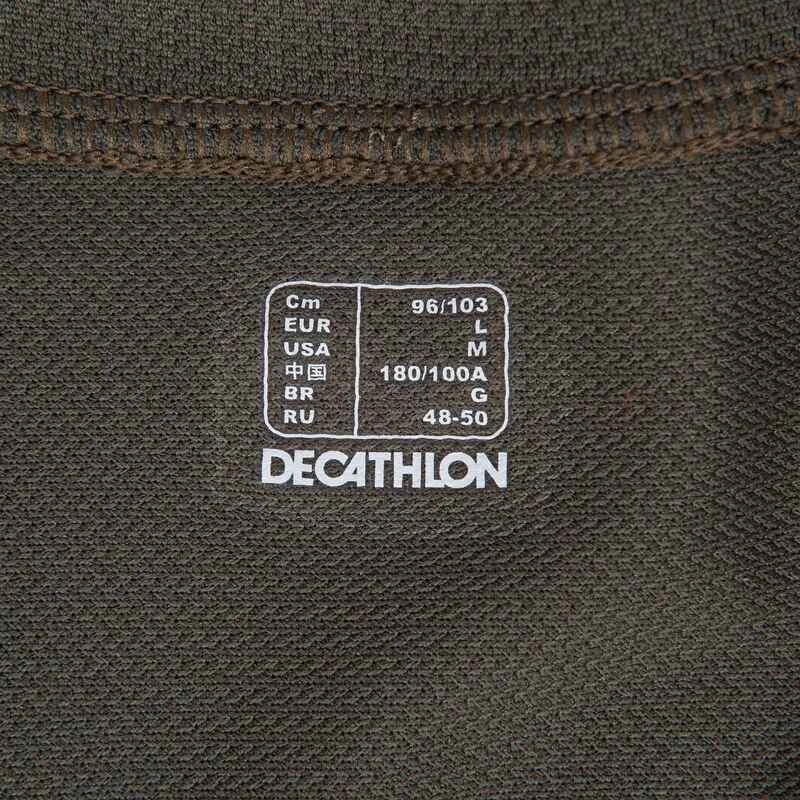 Cm 96/103
EUR L
USA M
中国 180/100A
BR G
RU 48-50
DECATHLON